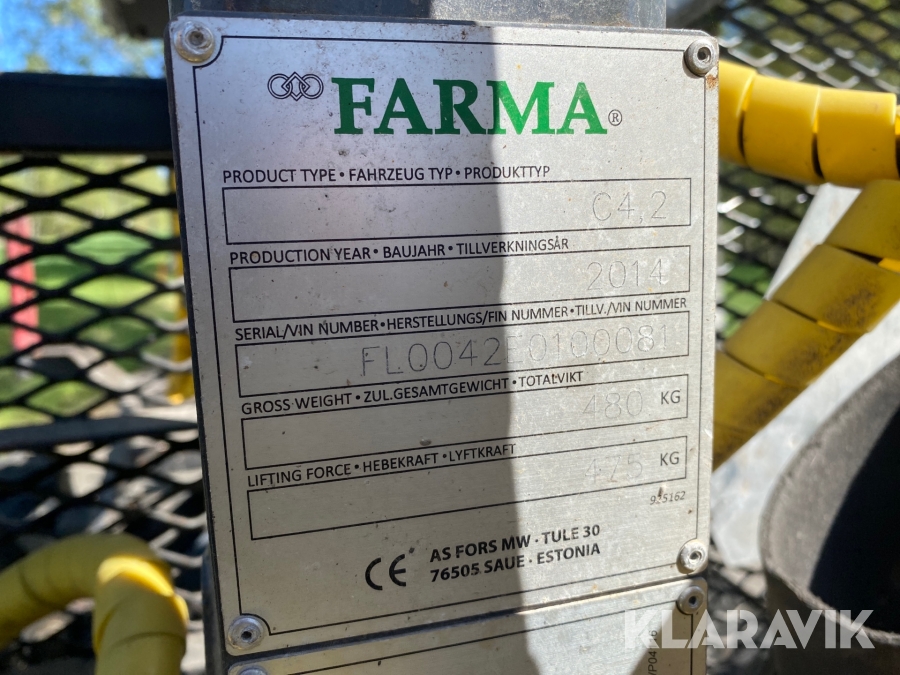 FARMA®
PRODUCT TYPE • FAHRZEUG TYP • PRODUKTTYP
C4,2
PRODUCTION YEAR • BAUJAHR • TILLVERKNINGSÅR
2014
SERIAL/VIN NUMBER•HERSTELLUNGS/FIN NUMMER•TILLV./VIN NUMMER
GROSS WEIGHT • ZUL.GESAMTGEWICHT • TOTALVIKT
480 KG
LIFTING FORCE • HEBEKRAFT • LYFTKRAFT
475 KG
925162
CE AS FORS MW · TULE 30
76505 SAUE · ESTONIA
KLARAVIK